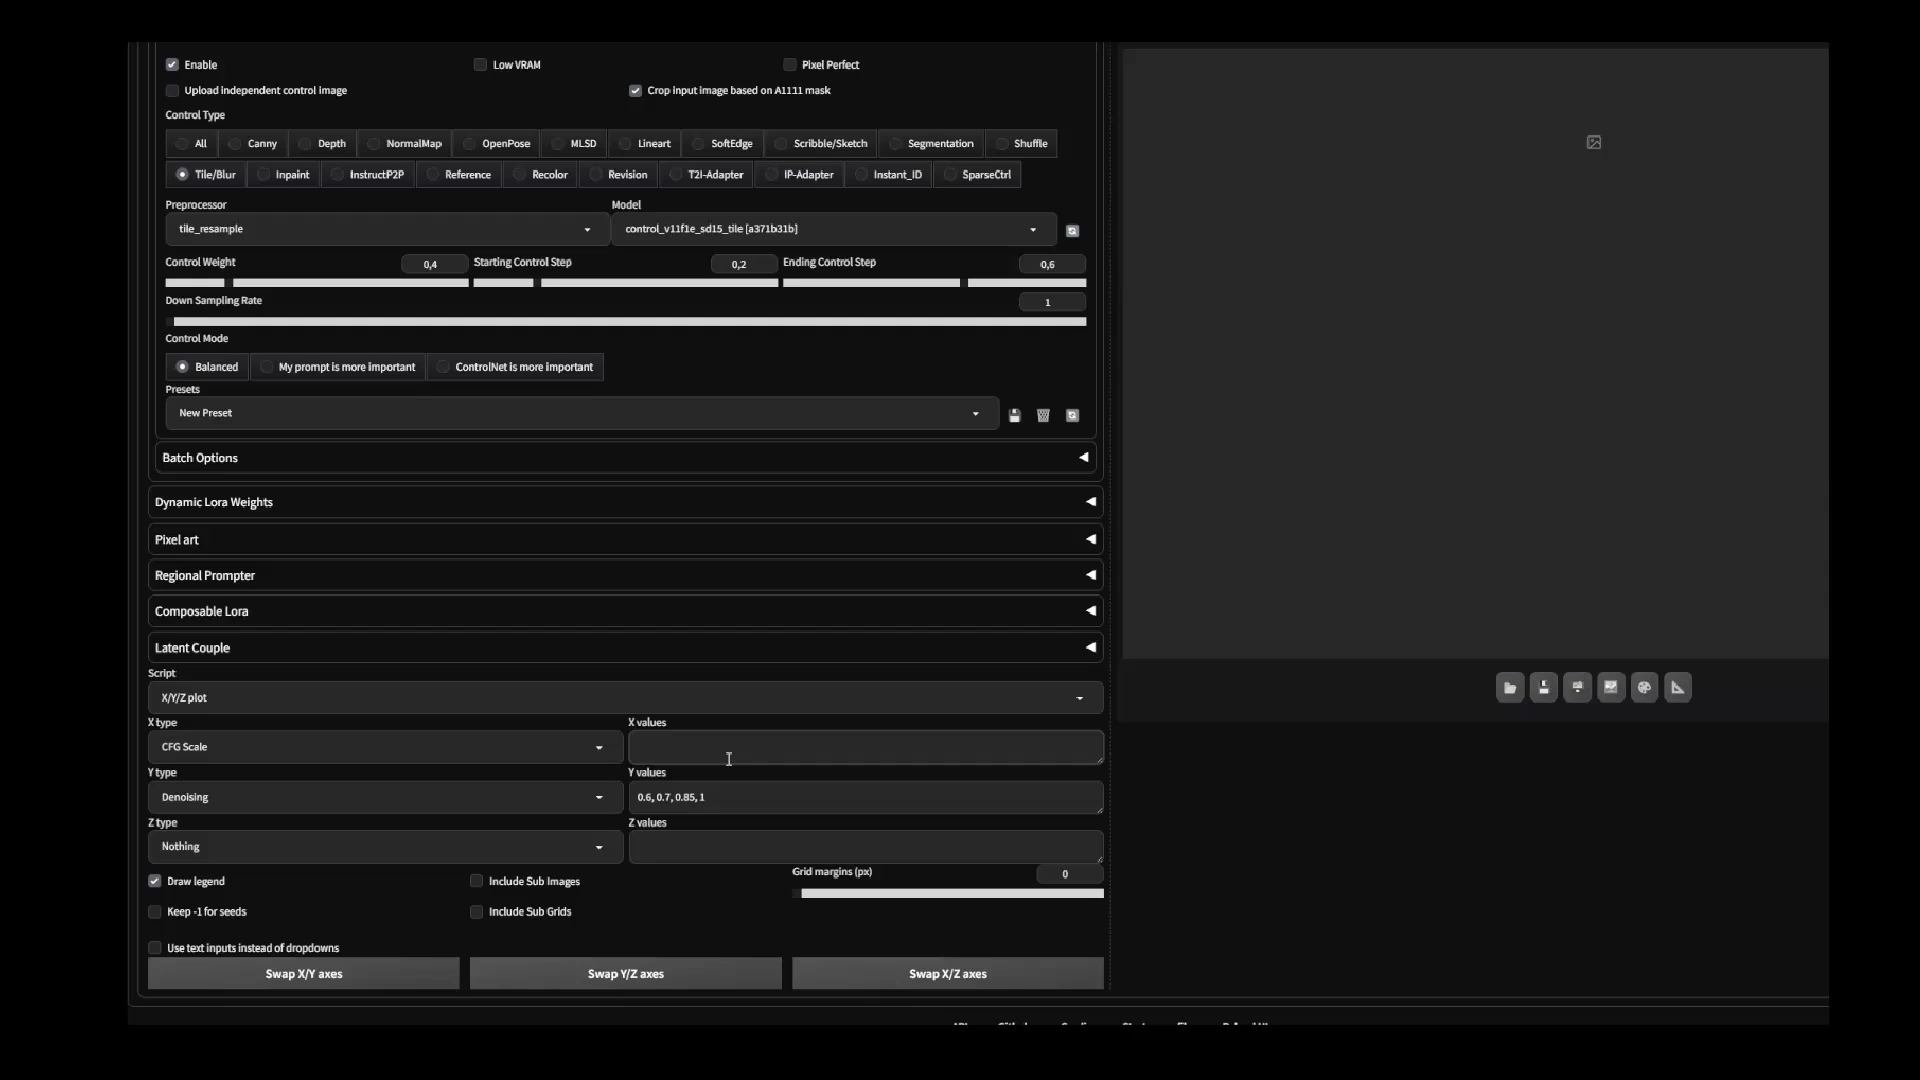 Enable
Low VRAM
Pixel Perfect
Upload independent control image
Crop input image based on A1111 mask
Control Type
All
Canny
Depth
NormalMap
OpenPose
MLSD
Lineart
SoftEdge
Scribble/Sketch
Segmentation
Shuffle
Tile/Blur
Inpaint
InstructP2P
Reference
Recolor
Revision
T2I-Adapter
IP-Adapter
Instant_ID
SparseCtrl
Preprocessor
Model
tile_resample
control_v11f1e_sd15_tile [a371b31b]
Control Weight
0,4
Starting Control Step
0,2
Ending Control Step
0,6
Down Sampling Rate
1
Control Mode
Balanced
My prompt is more important
ControlNet is more important
Presets
New Preset
Batch Options
Dynamic Lora Weights
Pixel art
Regional Prompter
Composable Lora
Latent Couple
Script
X/Y/Z plot
X type
X values
CFG Scale
Y type
Y values
Denoising
0.6, 0.7, 0.85, 1
Z type
Z values
Nothing
Draw legend
Include Sub Images
Grid margins (px)
0
Keep -1 for seeds
Include Sub Grids
Use text inputs instead of dropdowns
Swap X/Y axes
Swap Y/Z axes
Swap X/Z axes